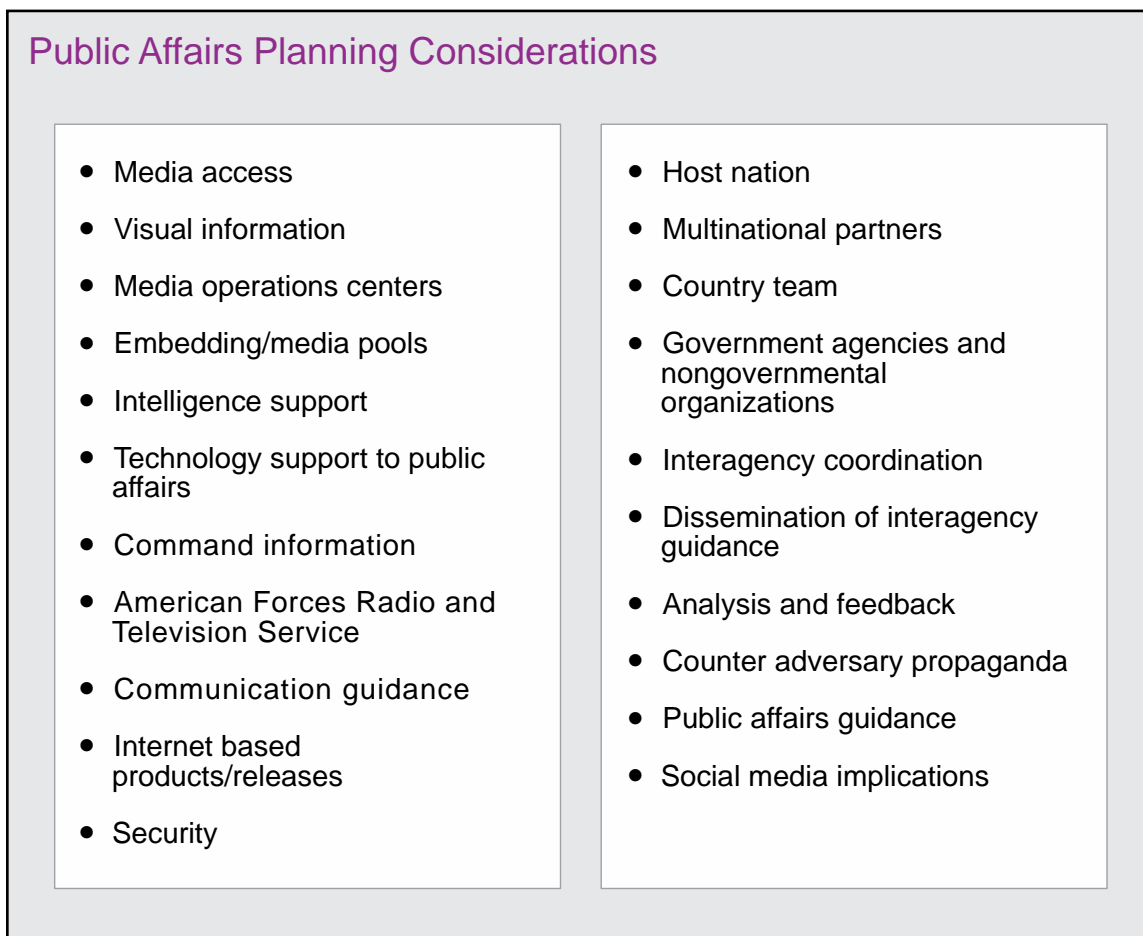 Public Affairs Planning Considerations
• Media access
• Visual information
• Media operations centers
• Embedding/media pools
• Intelligence support
• Technology support to public
affairs
• Command information
• American Forces Radio and
Television Service
• Communication guidance
• Internet based
products/releases
• Security
• Host nation
• Multinational partners
• Country team
• Government agencies and
nongovernmental
organizations
• Interagency coordination
• Dissemination of interagency
guidance
• Analysis and feedback
• Counter adversary propaganda
• Public affairs guidance
• Social media implications